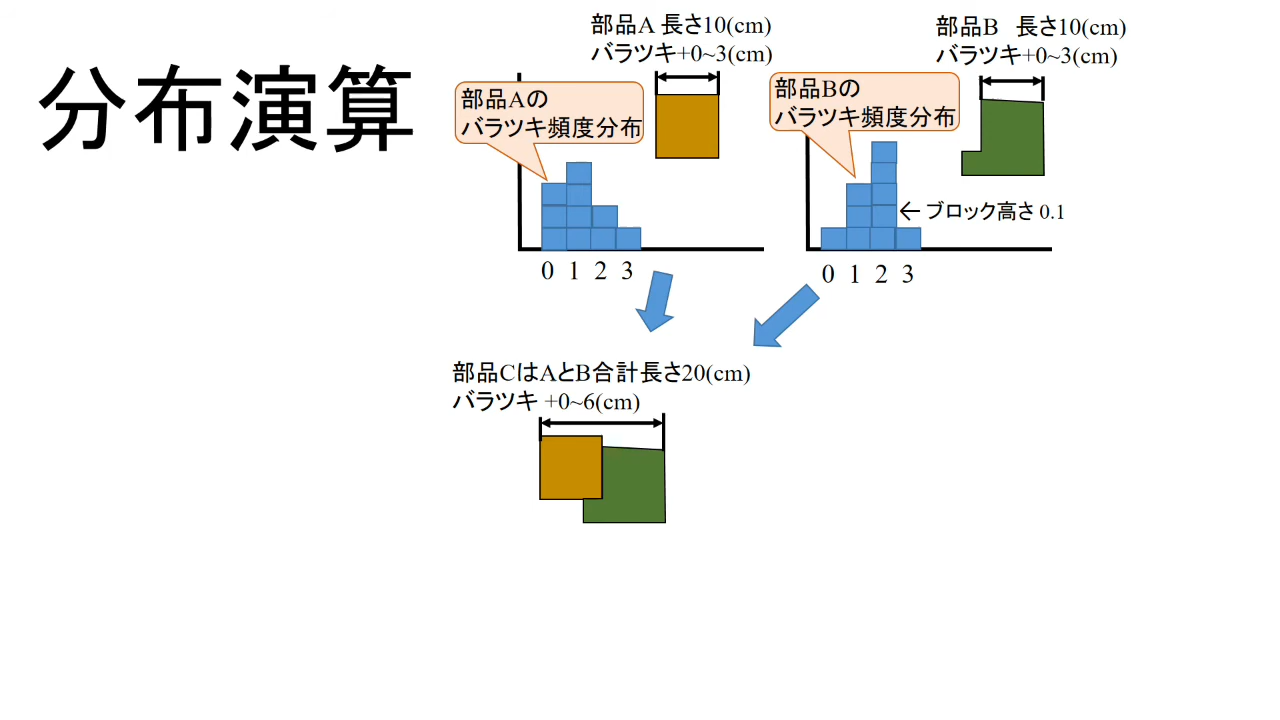 分布演算
部品A 長さ10(cm)
バラツキ+0~3(cm)
部品B 長さ10(cm)
バラツキ+0~3(cm)
部品Aの
バラツキ頻度分布
部品Bの
バラツキ頻度分布
← ブロック高さ 0.1
0 1 2 3
0 1 2 3
部品CはAとB合計長さ20(cm)
バラツキ +0~6(cm)